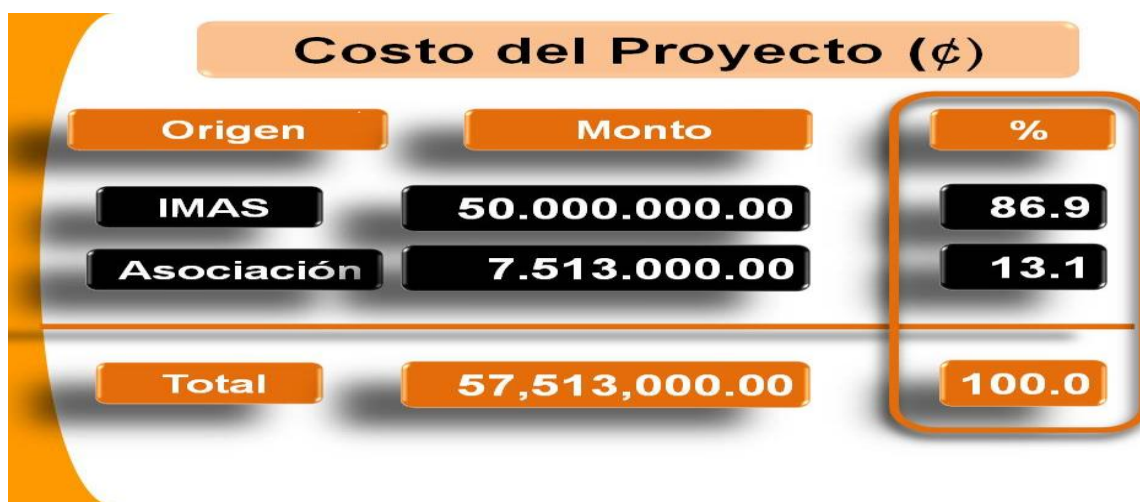 Costo del Proyecto (¢)
Origen Monto %
IMAS 50.000.000.00 86.9
Asociación 7.513.000.00 13.1
Total 57,513,000.00 100.0